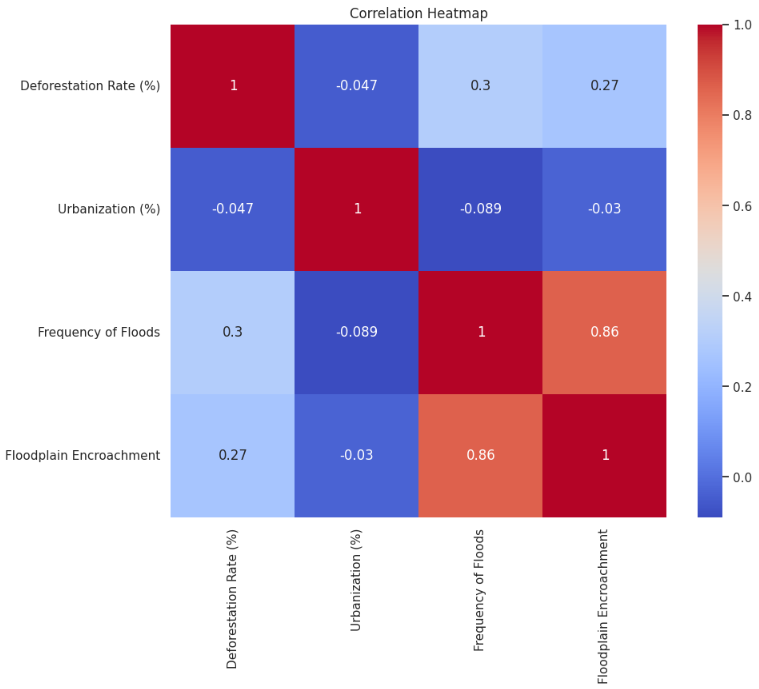 Correlation Heatmap
Deforestation Rate (%)
1
-0.047
0.3
0.27
Urbanization (%)
-0.047
1
-0.089
-0.03
Frequency of Floods
0.3
-0.089
1
0.86
Floodplain Encroachment
0.27
-0.03
0.86
1
Deforestation Rate (%)
Urbanization (%)
Frequency of Floods
Floodplain Encroachment
1.0
0.8
0.6
0.4
0.2
0.0